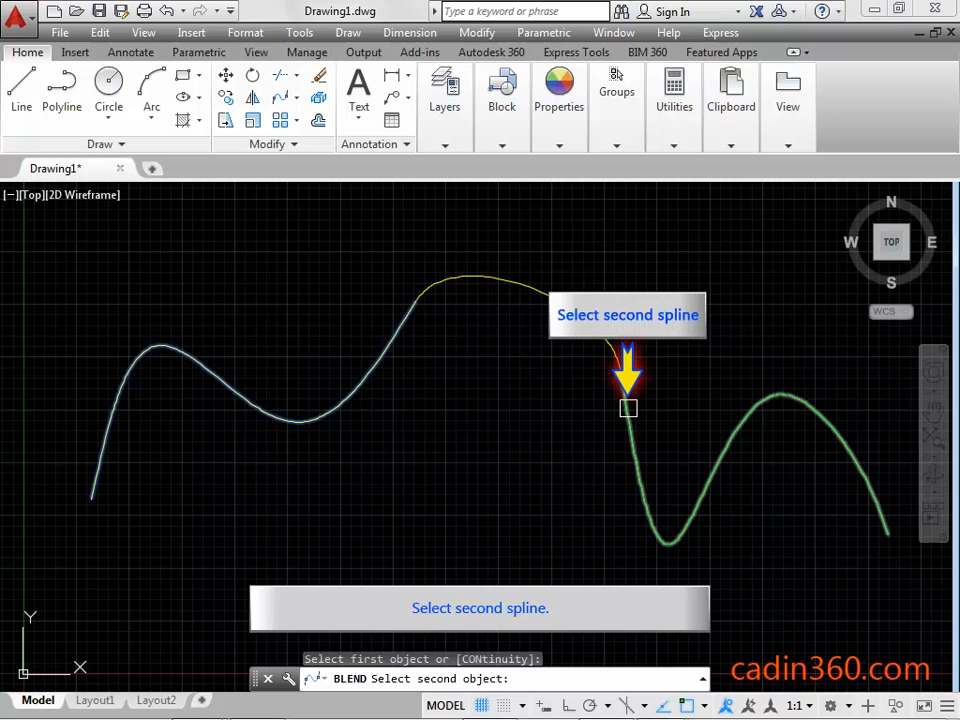 Drawing1.dwg
Type a keyword or phrase
Sign In
File Edit View Insert Format Tools Draw Dimension Modify Parametric Window Help Express
Home Insert Annotate Parametric View Manage Output Add-ins Autodesk 360 Express Tools BIM 360 Featured Apps
Line Polyline Circle Arc Text Layers Block Properties Groups Utilities Clipboard View
Draw Modify Annotation
Drawing1*
[−][Top][2D Wireframe]
N
W TOP E
S
WCS
Select second spline
Y
X
Select second spline.
Select first object or [CONtinuity]:
BLEND Select second object:
cadin360.com
Model Layout1 Layout2 MODEL 1:1